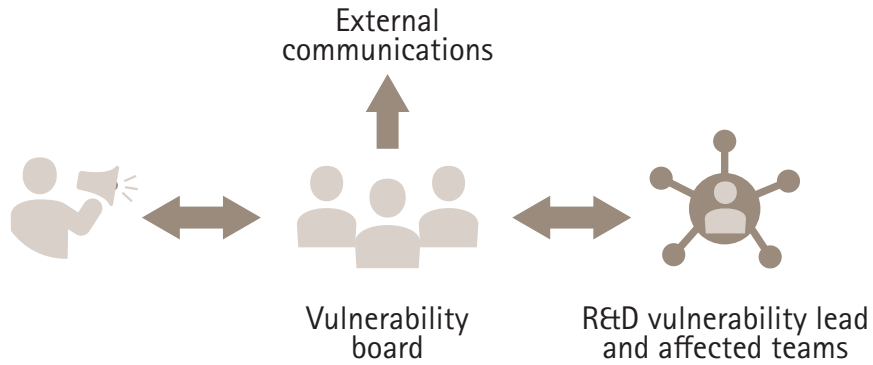 External
communications
Vulnerability
board
R&D vulnerability lead
and affected teams